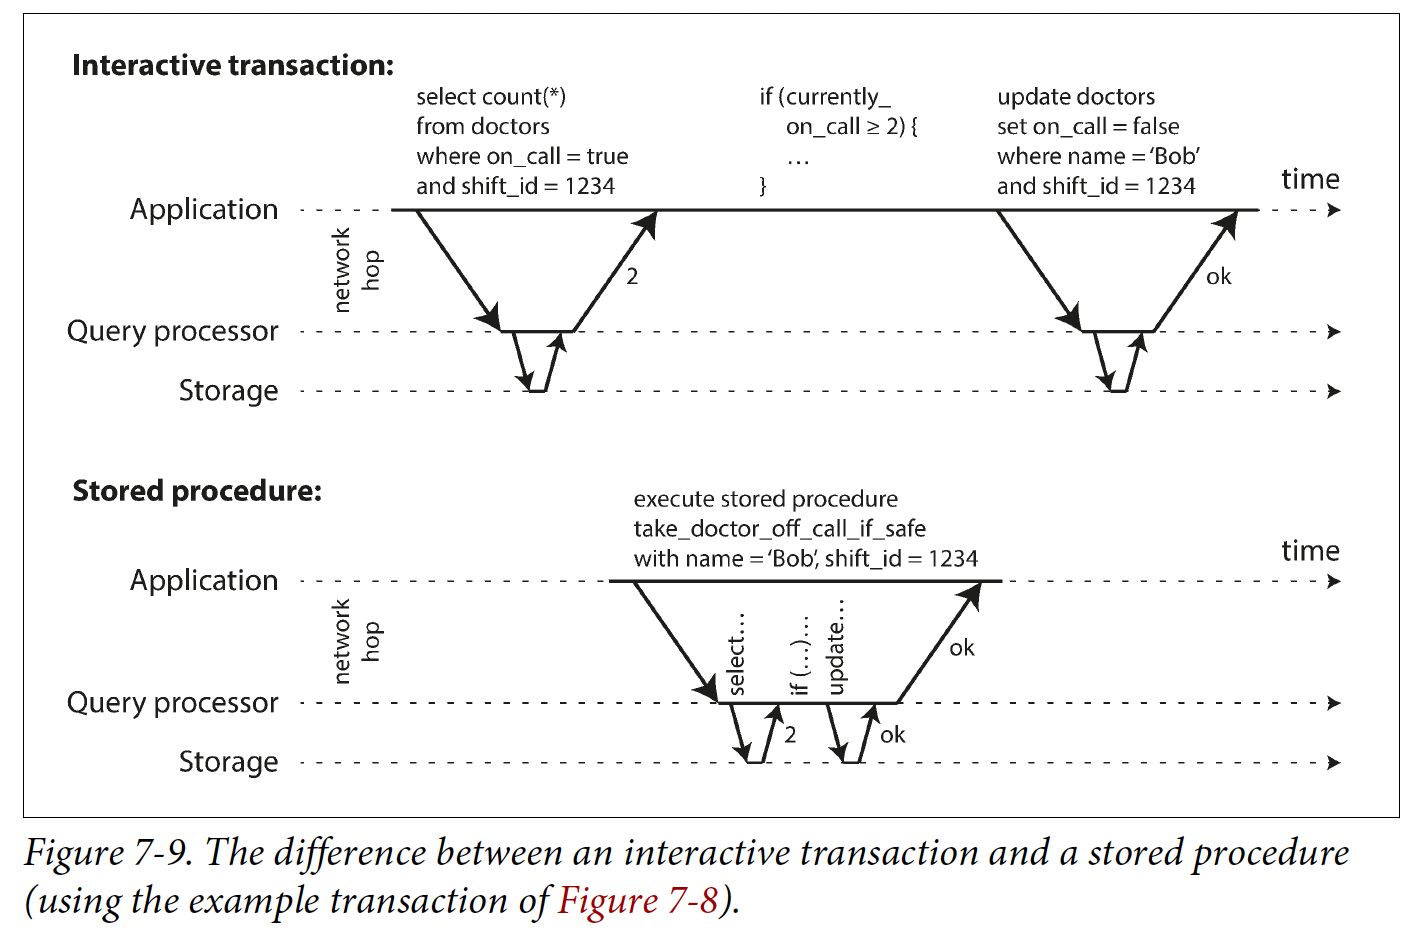 Interactive transaction:
select count(*)
from doctors
where on_call = true
and shift_id = 1234
if (currently_
on_call ≥ 2) {
…
}
update doctors
set on_call = false
where name = ‘Bob’
and shift_id = 1234
time
Application
network
hop
2
ok
Query processor
Storage
Stored procedure:
execute stored procedure
take_doctor_off_call_if_safe
with name = ‘Bob’, shift_id = 1234
time
Application
network
hop
select…
if (…)…
update…
ok
Query processor
2
ok
Storage
Figure 7-9. The difference between an interactive transaction and a stored procedure
(using the example transaction of Figure 7-8).